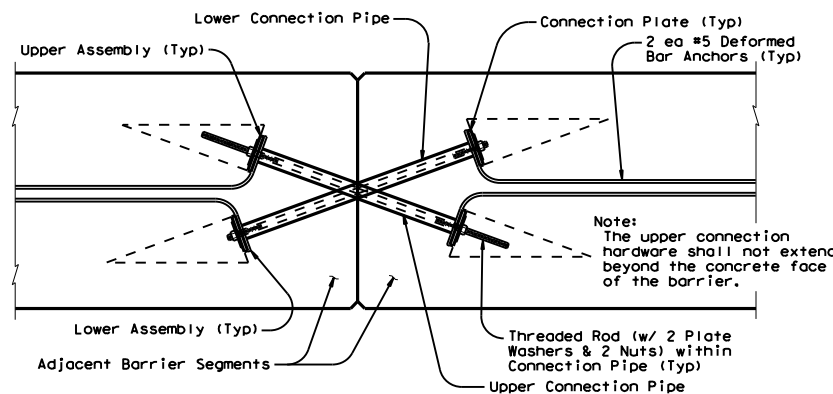 Lower Connection Pipe
Connection Plate (Typ)
Upper Assembly (Typ)
2 ea #5 Deformed
Bar Anchors (Typ)
Note:
The upper connection
hardware shall not extend
beyond the concrete face
of the barrier.
Lower Assembly (Typ)
Threaded Rod (w/ 2 Plate
Washers & 2 Nuts) within
Connection Pipe (Typ)
Adjacent Barrier Segments
Upper Connection Pipe